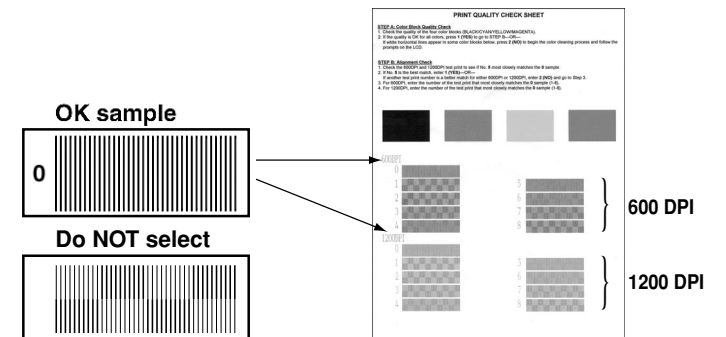 PRINT QUALITY CHECK SHEET
STEP A: Color Block Quality Check
1. Check the quality of the four color blocks (BLACK/CYAN/YELLOW/MAGENTA).
2. If the quality is OK for all colors, press 1 (YES) to go to STEP B—OR—
If white horizontal lines appear in some color blocks below, press 2 (NO) to begin the color cleaning process and follow the
prompts on the LCD.
STEP B: Alignment Check
1. Check the 600DPI and 1200DPI test print to see if No. 5 most closely matches the 0 sample.
2. If No. 5 is the best match, enter 1 (YES)—OR—
If another test print number is a better match for either 600DPI or 1200DPI, enter 2 (NO) and go to Step 3.
3. For 600DPI, enter the number of the test print that most closely matches the 0 sample (1-8).
4. For 1200DPI, enter the number of the test print that most closely matches the 0 sample (1-8).
OK sample
0
Do NOT select
600DPI
0
1 5
2 6
3 7
4 8
600 DPI
1200DPI
0
1 5
2 6
3 7
4 8
1200 DPI